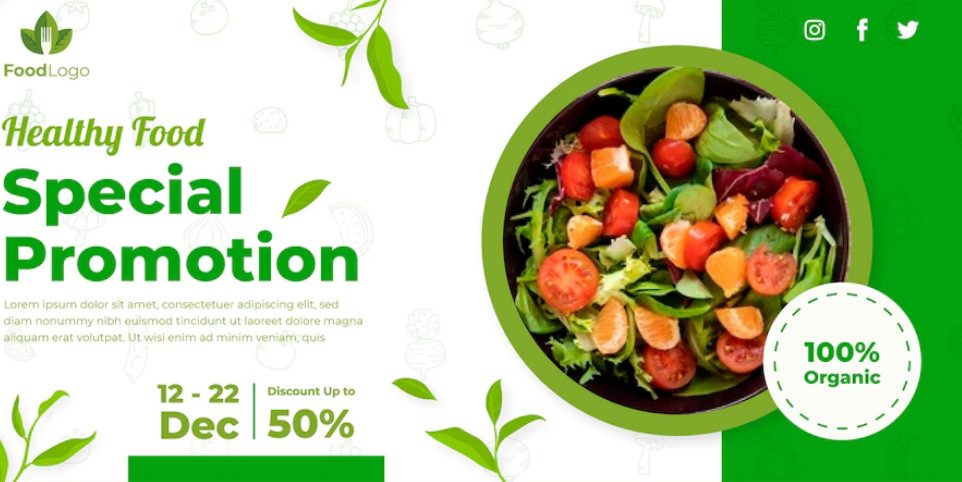 FoodLogo
Healthy Food
Special
Promotion
Lorem ipsum dolor sit amet, consectetuer adipiscing elit, sed
diam nonummy nibh euismod tincidunt ut laoreet dolore magna
aliquam erat volutpat. Ut wisi enim ad minim veniam, quis
12 - 22
Dec
Discount Up to
50%
100%
Organic